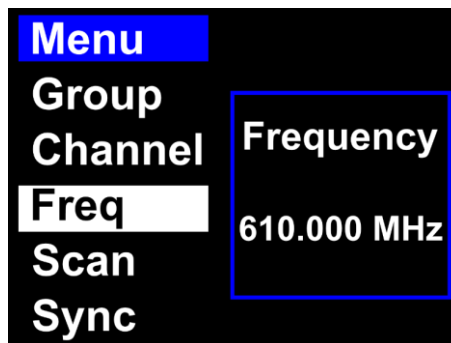 Menu
Group
Channel
Freq
Scan
Sync
Frequency
610.000 MHz